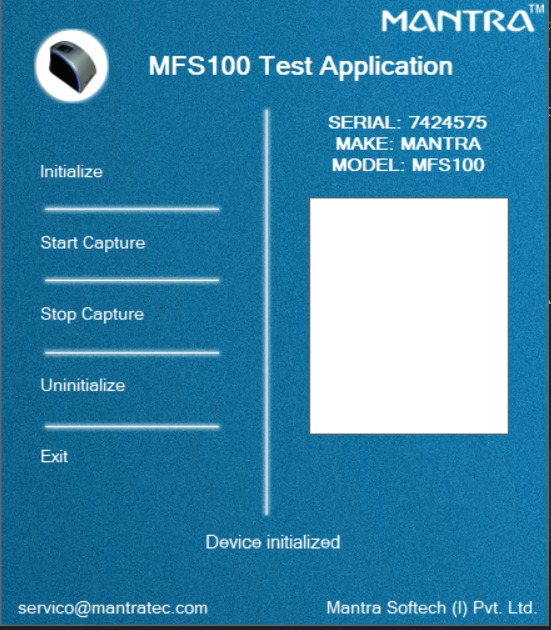 MANTRA™
MFS100 Test Application
SERIAL: 7424575
MAKE: MANTRA
MODEL: MFS100
Initialize
Start Capture
Stop Capture
Uninitialize
Exit
Device initialized
servico@mantratec.com
Mantra Softech (I) Pvt. Ltd.